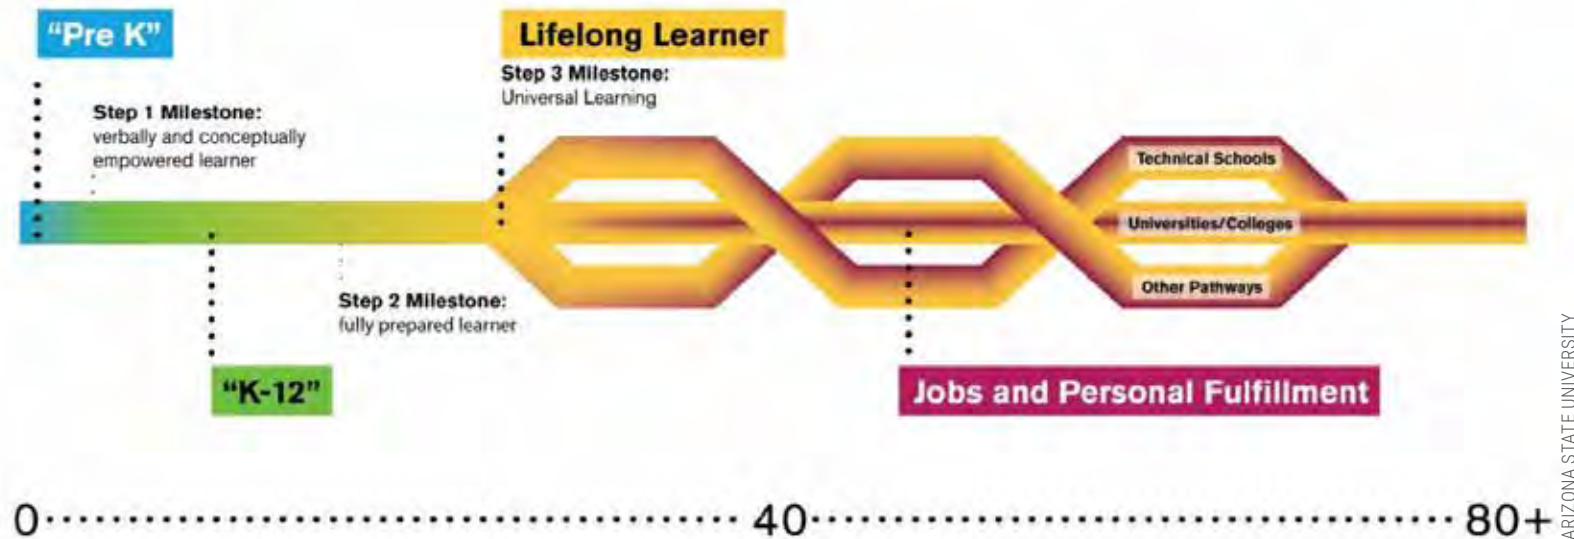 “Pre K”
Lifelong Learner
Step 3 Milestone:
Universal Learning
Step 1 Milestone:
verbally and conceptually
empowered learner
Technical Schools
Universities/Colleges
Other Pathways
Step 2 Milestone:
fully prepared learner
“K-12”
Jobs and Personal Fulfillment
0 40 80+
ARIZONA STATE UNIVERSITY